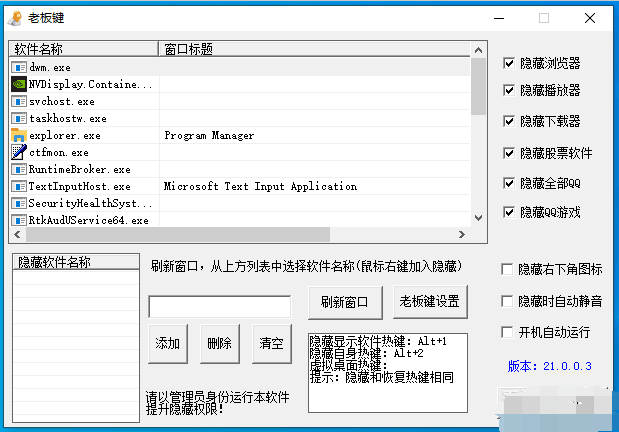 老板键
软件名称 窗口标题
dwm.exe
NVDisplay.Containe...
svchost.exe
taskhostw.exe
explorer.exe Program Manager
ctfmon.exe
RuntimeBroker.exe
TextInputHost.exe Microsoft Text Input Application
SecurityHealthSyst...
RtkAudUService64.exe
隐藏浏览器
隐藏播放器
隐藏下载器
隐藏股票软件
隐藏全部QQ
隐藏QQ游戏
隐藏右下角图标
隐藏时自动静音
开机自动运行
版本: 21.0.0.3
隐藏软件名称
刷新窗口，从上方列表中选择软件名称(鼠标右键加入隐藏)
刷新窗口 老板键设置
添加 删除 清空
隐藏显示软件热键: Alt+1
隐藏自身热键: Alt+2
虚拟桌面热键:
提示: 隐藏和恢复热键相同
请以管理员身份运行本软件
提升隐藏权限!